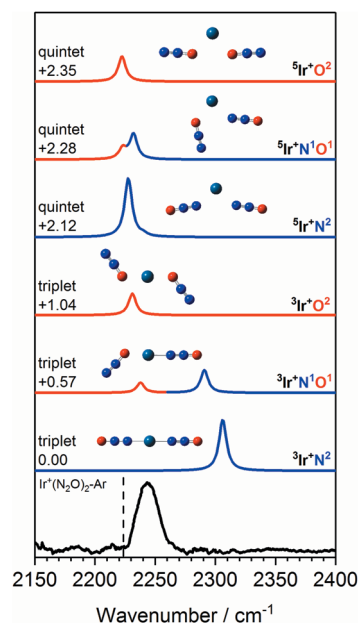 quintet
+2.35
⁵Ir⁺O²
quintet
+2.28
⁵Ir⁺N¹O¹
quintet
+2.12
⁵Ir⁺N²
triplet
+1.04
³Ir⁺O²
triplet
+0.57
³Ir⁺N¹O¹
triplet
0.00
³Ir⁺N²
Ir⁺(N₂O)₂-Ar
2150 2200 2250 2300 2350 2400
Wavenumber / cm⁻¹